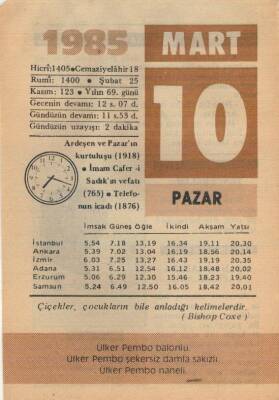 1985
MART
Hicrî:1405●Cemaziyelâhir 18
Rumî: 1400 ● Şubat 25
Kasım: 123 ● Yılın 69. günü
Gecenin devamı: 12 s. 07 d.
Gündüzün devamı: 11 s.53 d.
Gündüzün uzayışı: 2 dakika
10
PAZAR
Ardeşen ve Pazar'ın
kurtuluşu (1918)
● İmam Cafer-i
Sadık'ın vefatı
(765) ● Telefo-
nun icadı (1876)
İmsak Güneş Öğle İkindi Akşam Yatsı
İstanbul 5.54 7.18 13.19 16.34 19.11 20.30
Ankara 5.39 7.02 13.04 16.19 18.56 20.14
İzmir 6.03 7.25 13.27 16.43 19.19 20.35
Adana 5.31 6.51 12.54 16.12 18.48 20.02
Erzurum 5.06 6.29 12.30 15.46 18.23 19.40
Samsun 5.24 6.49 12.50 16.05 18.42 20.01
Çiçekler, çocukların bile anladığı kelimelerdir.
( Bishop Coxe )
Ülker Pembo balonlu.
Ülker Pembo şekersiz damla sakızlı.
Ülker Pembo naneli.